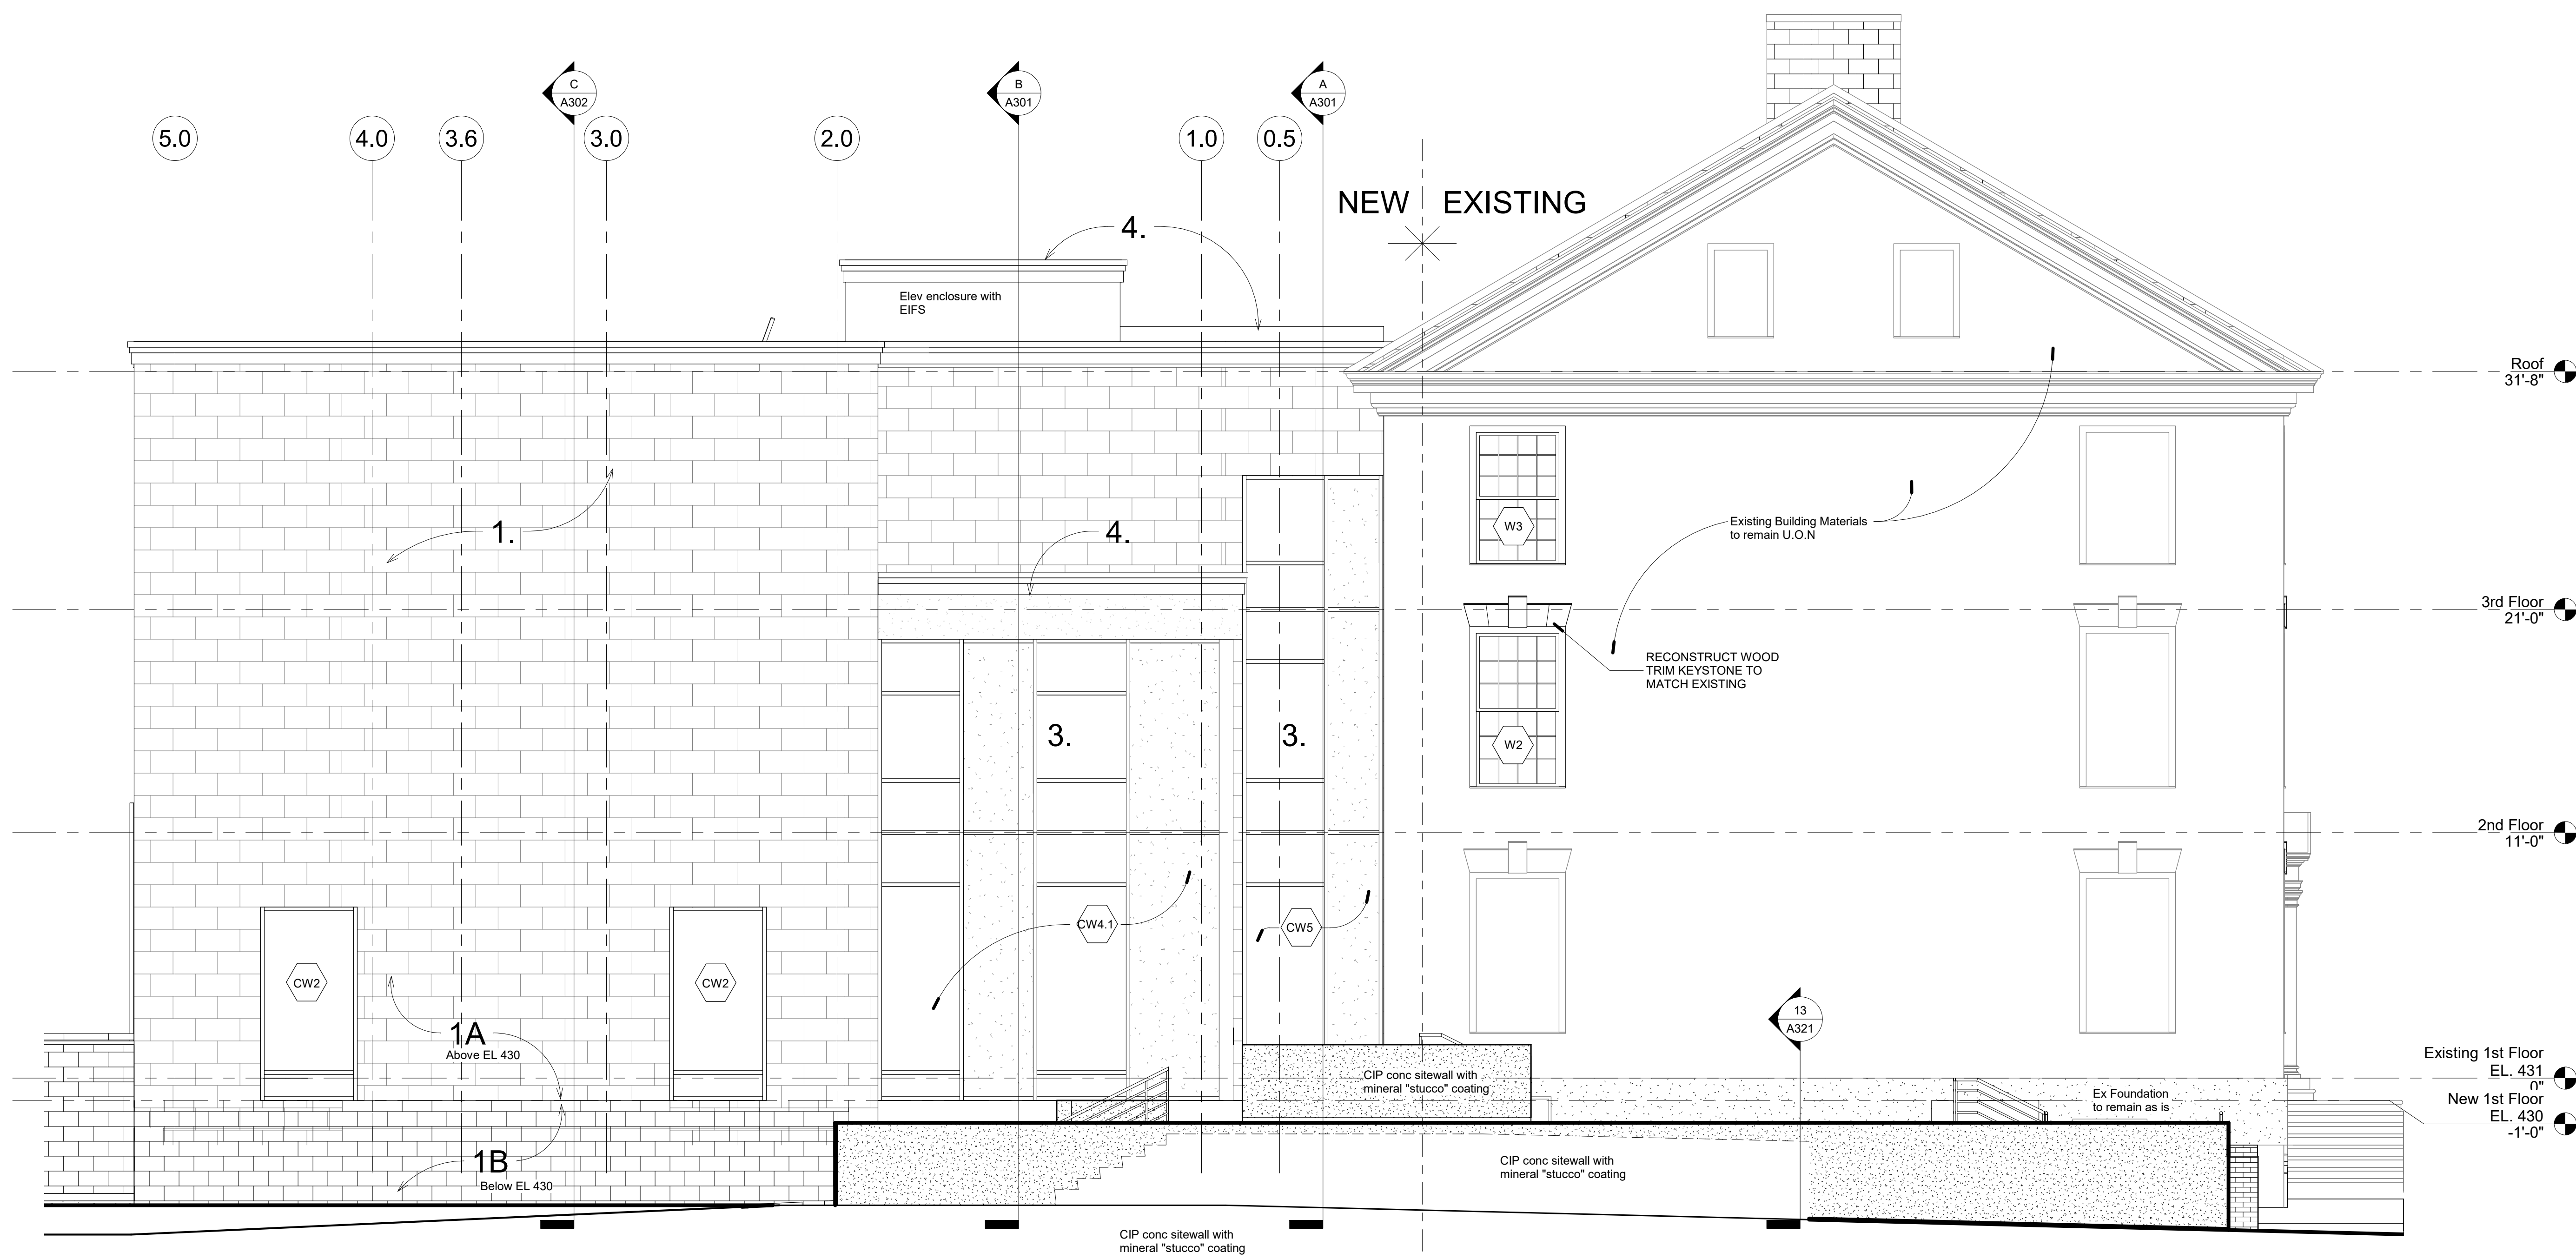 C
A302
B
A301
A
A301
5.0
4.0
3.6
3.0
2.0
1.0
0.5
NEW
EXISTING
4.
Elev enclosure with
EIFS
Roof
31'-8"
1.
4.
W3
Existing Building Materials
to remain U.O.N
3rd Floor
21'-0"
RECONSTRUCT WOOD
TRIM KEYSTONE TO
MATCH EXISTING
3.
3.
W2
2nd Floor
11'-0"
CW4.1
CW5
CW2
CW2
13
A321
1A
Above EL 430
Existing 1st Floor
EL. 431
0"
CIP conc sitewall with
mineral "stucco" coating
Ex Foundation
to remain as is
New 1st Floor
EL. 430
-1'-0"
1B
Below EL 430
CIP conc sitewall with
mineral "stucco" coating
CIP conc sitewall with
mineral "stucco" coating